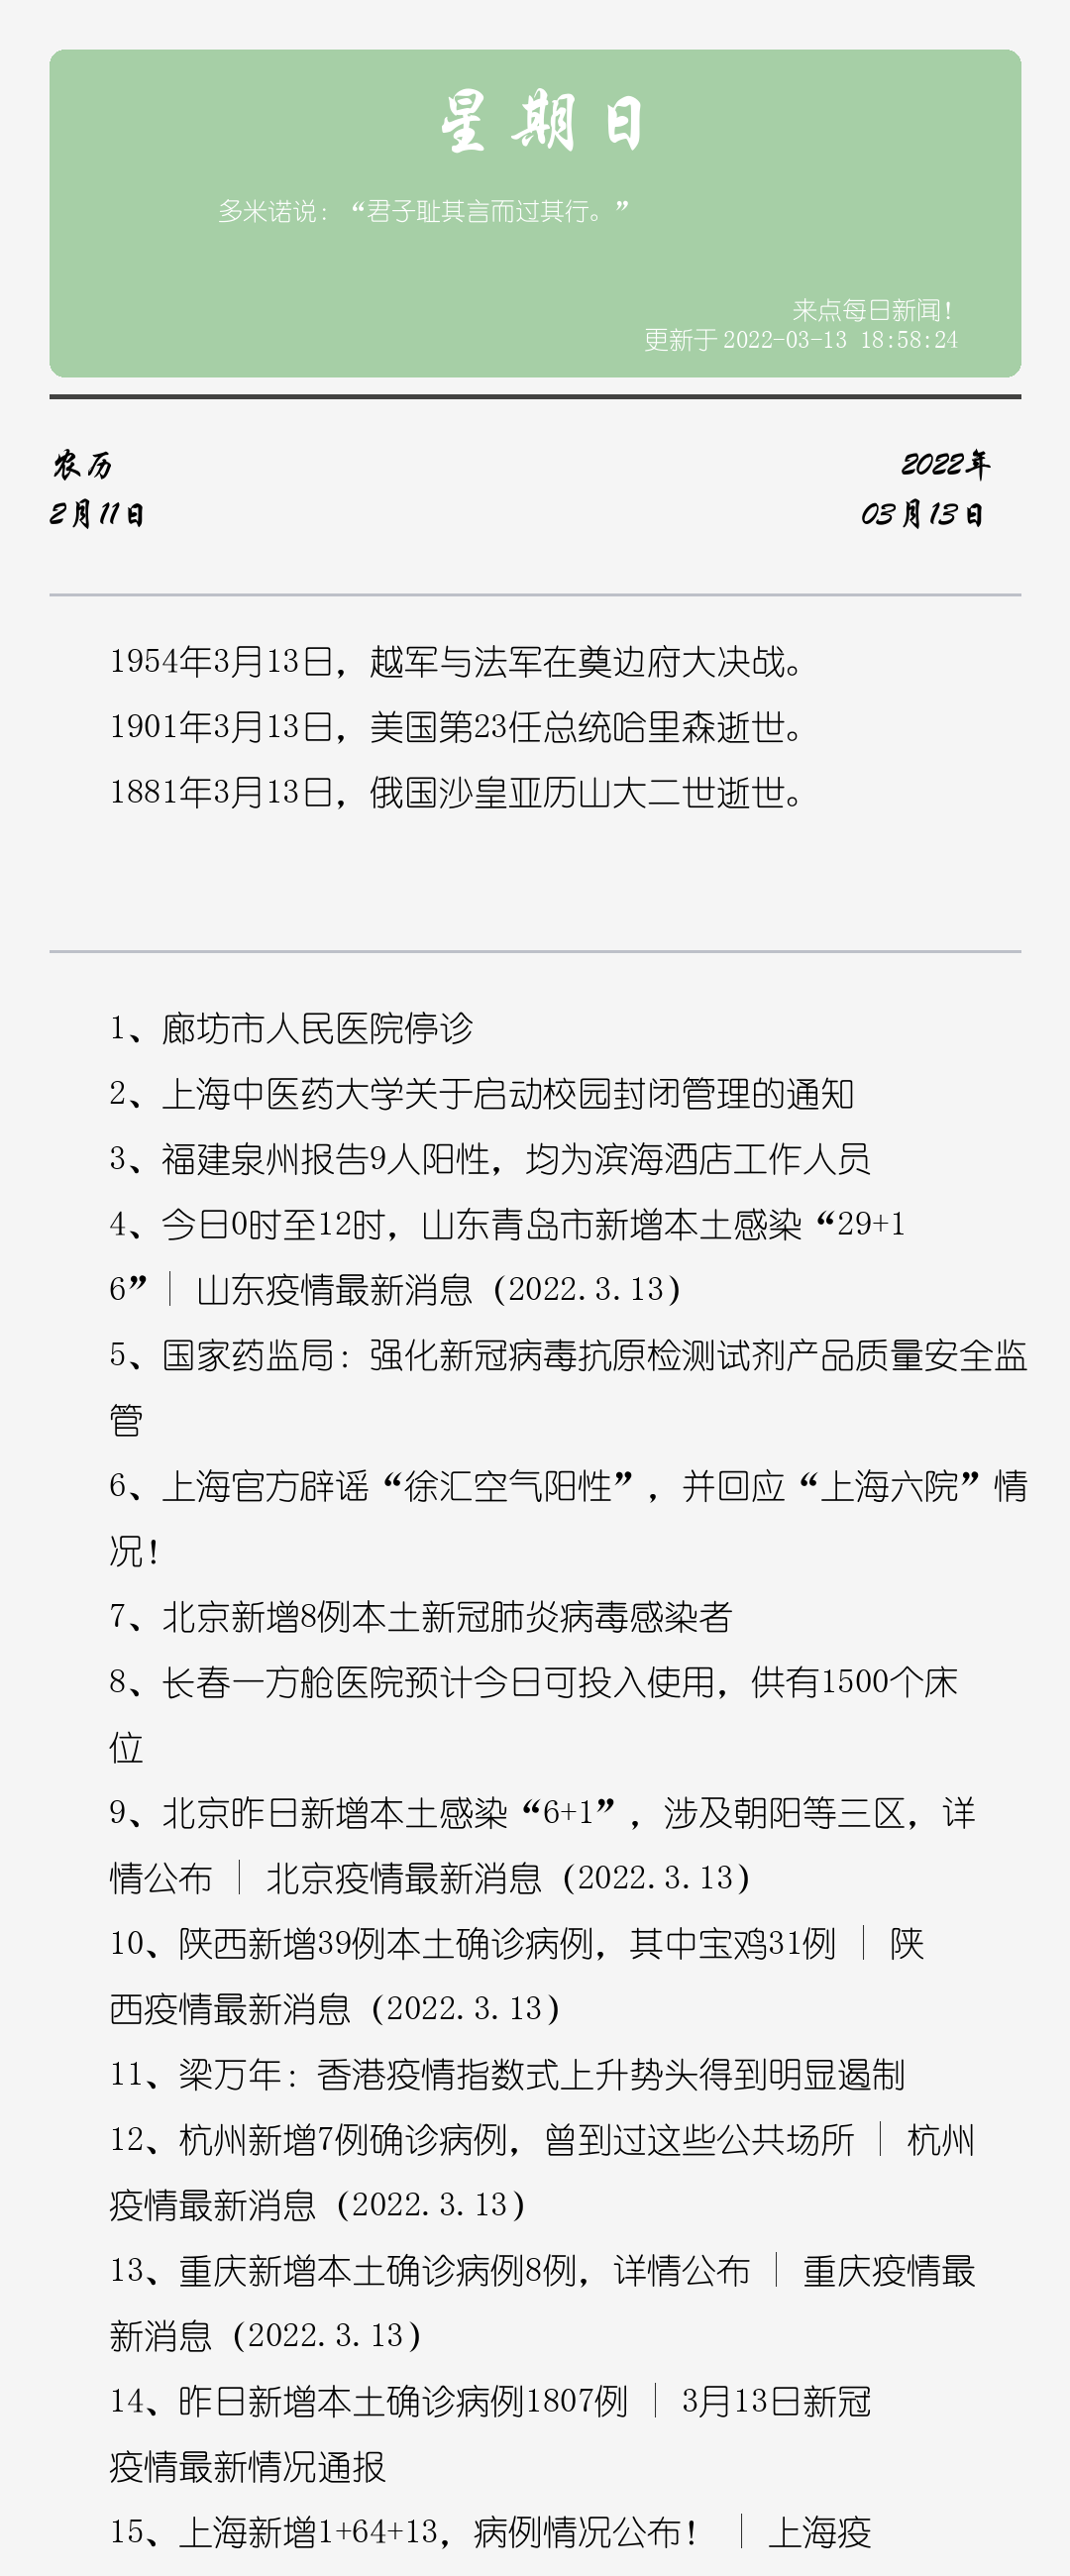 星期日
多米诺说：“君子耻其言而过其行。”
来点每日新闻！
更新于 2022-03-13 18:58:24
农历
2月11日
2022年
03月13日
1954年3月13日，越军与法军在奠边府大决战。
1901年3月13日，美国第23任总统哈里森逝世。
1881年3月13日，俄国沙皇亚历山大二世逝世。
1、廊坊市人民医院停诊
2、上海中医药大学关于启动校园封闭管理的通知
3、福建泉州报告9人阳性，均为滨海酒店工作人员
4、今日0时至12时，山东青岛市新增本土感染“29+1
6”｜ 山东疫情最新消息（2022.3.13）
5、国家药监局：强化新冠病毒抗原检测试剂产品质量安全监
管
6、上海官方辟谣“徐汇空气阳性”，并回应“上海六院”情
况！
7、北京新增8例本土新冠肺炎病毒感染者
8、长春一方舱医院预计今日可投入使用，供有1500个床
位
9、北京昨日新增本土感染“6+1”，涉及朝阳等三区，详
情公布 ｜ 北京疫情最新消息（2022.3.13）
10、陕西新增39例本土确诊病例，其中宝鸡31例 ｜ 陕
西疫情最新消息（2022.3.13）
11、梁万年：香港疫情指数式上升势头得到明显遏制
12、杭州新增7例确诊病例，曾到过这些公共场所 ｜ 杭州
疫情最新消息（2022.3.13）
13、重庆新增本土确诊病例8例，详情公布 ｜ 重庆疫情最
新消息（2022.3.13）
14、昨日新增本土确诊病例1807例 ｜ 3月13日新冠
疫情最新情况通报
15、上海新增1+64+13，病例情况公布！ ｜ 上海疫